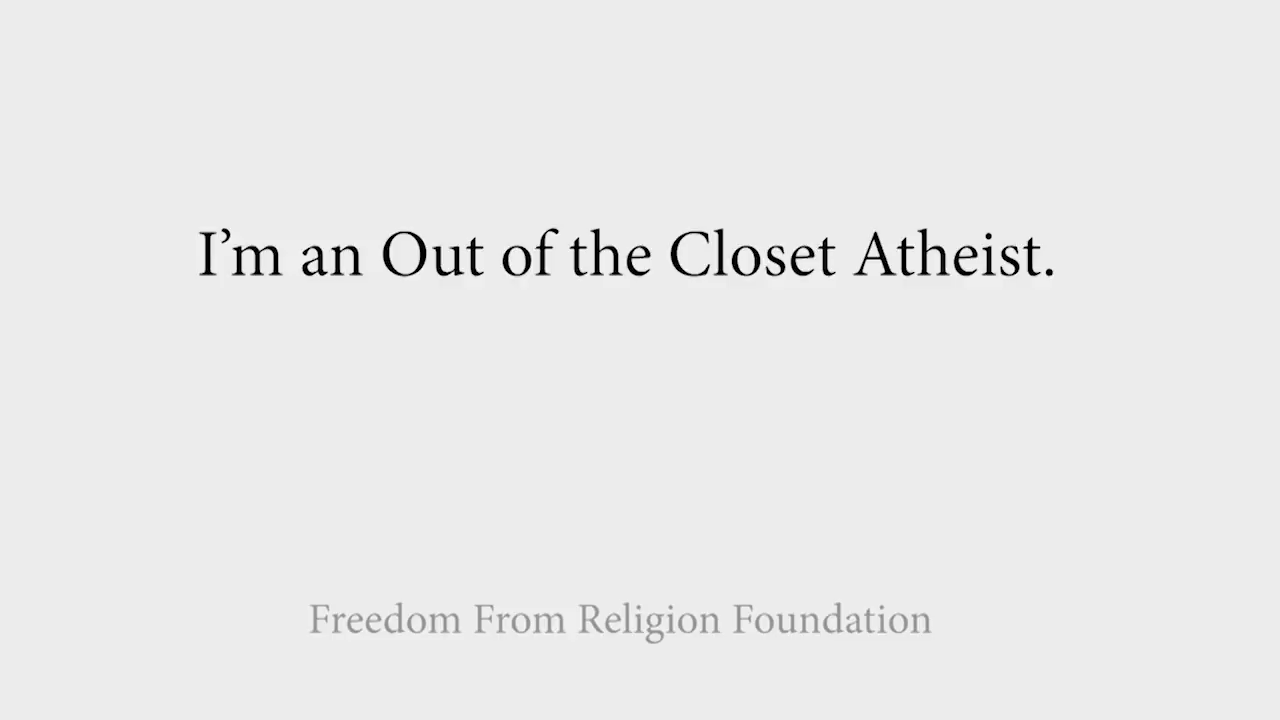 I’m an Out of the Closet Atheist.
Freedom From Religion Foundation